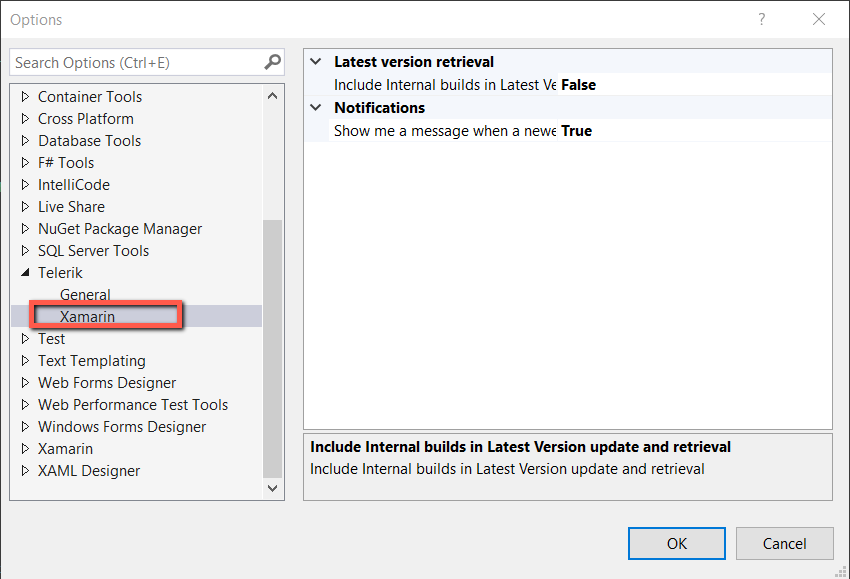 Options
?
Search Options (Ctrl+E)
Container Tools
Cross Platform
Database Tools
F# Tools
IntelliCode
Live Share
NuGet Package Manager
SQL Server Tools
Telerik
General
Xamarin
Test
Text Templating
Web Forms Designer
Web Performance Test Tools
Windows Forms Designer
Xamarin
XAML Designer
Latest version retrieval
Include Internal builds in Latest Ve False
Notifications
Show me a message when a newe True
Include Internal builds in Latest Version update and retrieval
Include Internal builds in Latest Version update and retrieval
OK
Cancel